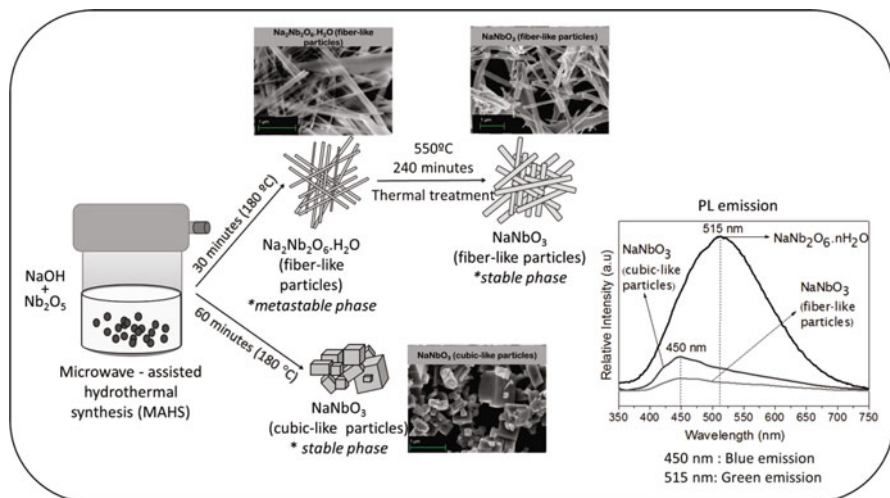 Na₂Nb₂O₆.H₂O (fiber-like
particles)
1 µm
NaNbO₃ (fiber-like
particles)
1 µm
550ºC
240 minutes
Thermal treatment
30 minutes (180 ºC)
Na₂Nb₂O₆.H₂O
(fiber-like
particles)
*metastable phase
NaNbO₃
(fiber-like particles)
*stable phase
NaOH
+
Nb₂O₅
Microwave - assisted
hydrothermal
synthesis (MAHS)
60 minutes (180 ºC)
NaNbO₃
(cubic-like particles)
* stable phase
NaNbO₃ (cubic-like particles)
1 µm
PL emission
515 nm
NaNb₂O₆.nH₂O
NaNbO₃
(cubic-like
particles)
NaNbO₃
(fiber-like
particles)
450 nm
Relative Intensity (a.u)
350 400 450 500 550 600 650 700 750
Wavelength (nm)
450 nm : Blue emission
515 nm: Green emission